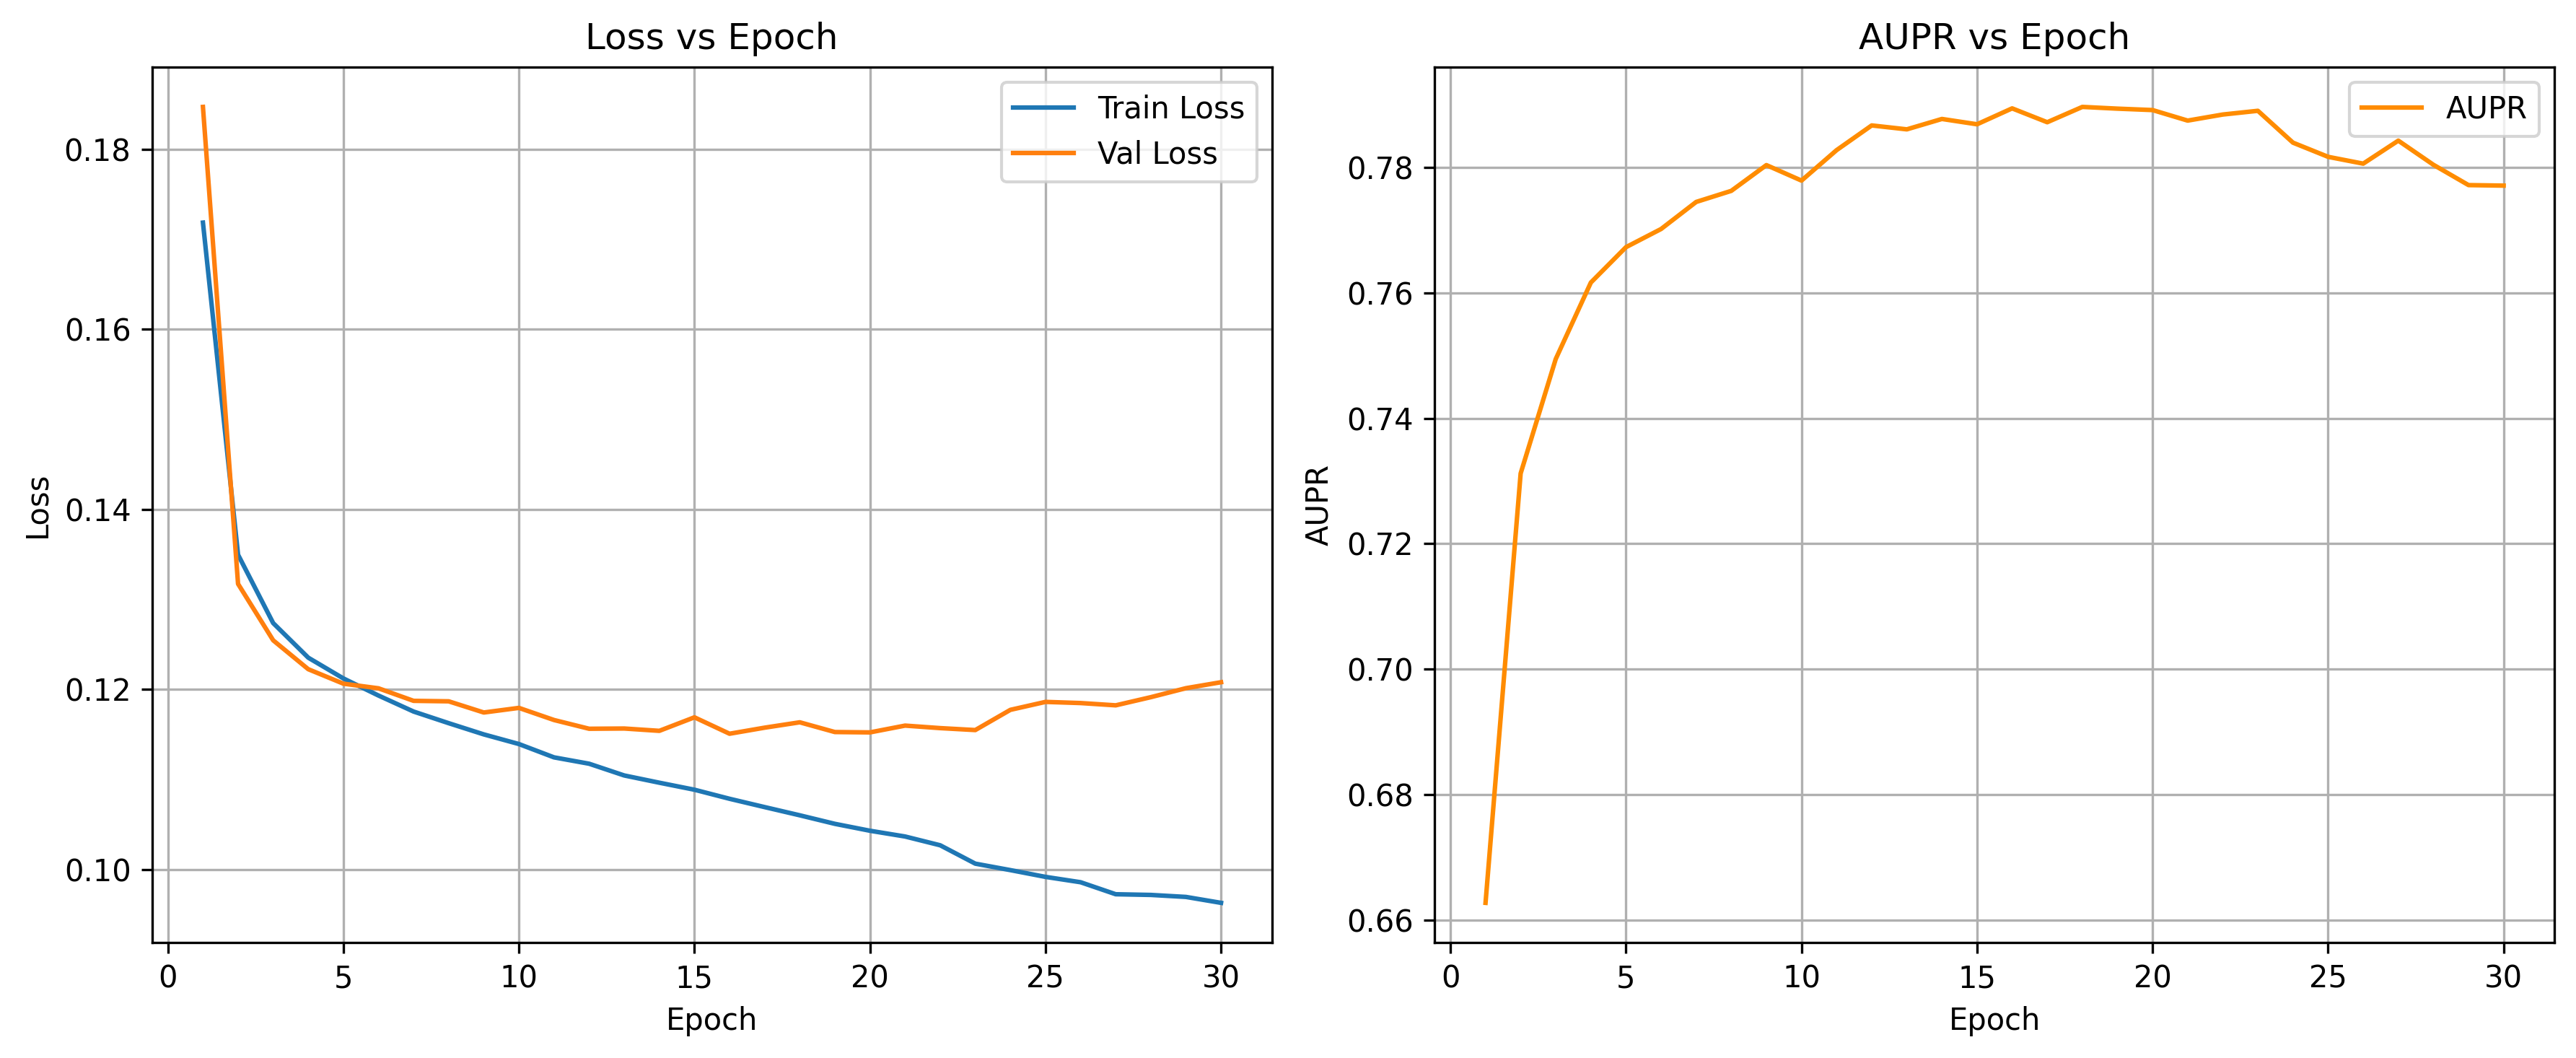 Loss vs Epoch
Train Loss
Val Loss
Loss
0.18
0.16
0.14
0.12
0.10
0 5 10 15 20 25 30
Epoch
AUPR vs Epoch
AUPR
AUPR
0.78
0.76
0.74
0.72
0.70
0.68
0.66
0 5 10 15 20 25 30
Epoch